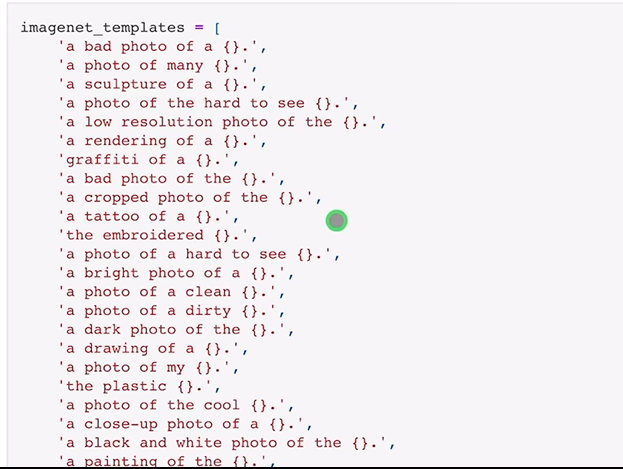 imagenet_templates = [
'a bad photo of a {}.',
'a photo of many {}.',
'a sculpture of a {}.',
'a photo of the hard to see {}.',
'a low resolution photo of the {}.',
'a rendering of a {}.',
'graffiti of a {}.',
'a bad photo of the {}.',
'a cropped photo of the {}.',
'a tattoo of a {}.',
'the embroidered {}.',
'a photo of a hard to see {}.',
'a bright photo of a {}.',
'a photo of a clean {}.',
'a photo of a dirty {}.',
'a dark photo of the {}.',
'a drawing of a {}.',
'a photo of my {}.',
'the plastic {}.',
'a photo of the cool {}.',
'a close-up photo of a {}.',
'a black and white photo of the {}.',
'a painting of the {}.',